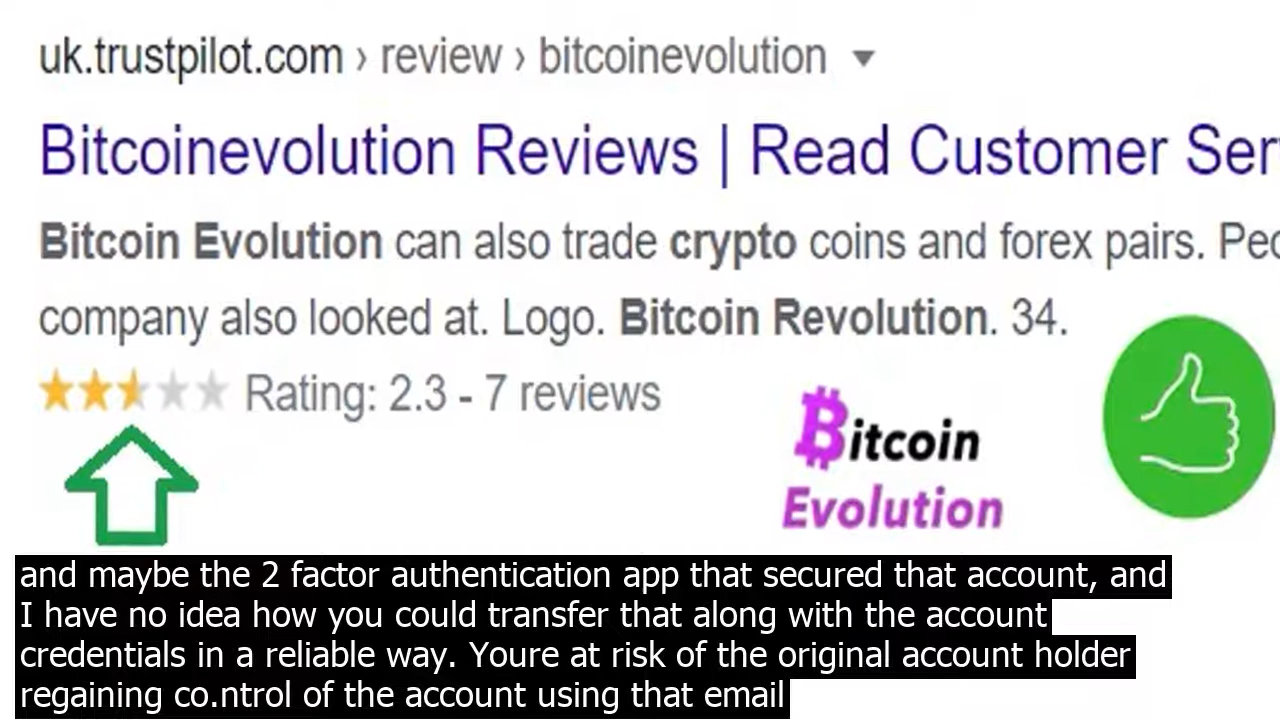 uk.trustpilot.com › review › bitcoinevolution
Bitcoinevolution Reviews | Read Customer Ser
Bitcoin Evolution can also trade crypto coins and forex pairs. Peo
company also looked at. Logo. Bitcoin Revolution. 34.
Rating: 2.3 - 7 reviews
Bitcoin
Evolution
and maybe the 2 factor authentication app that secured that account, and
I have no idea how you could transfer that along with the account
credentials in a reliable way. Youre at risk of the original account holder
regaining co.ntrol of the account using that email